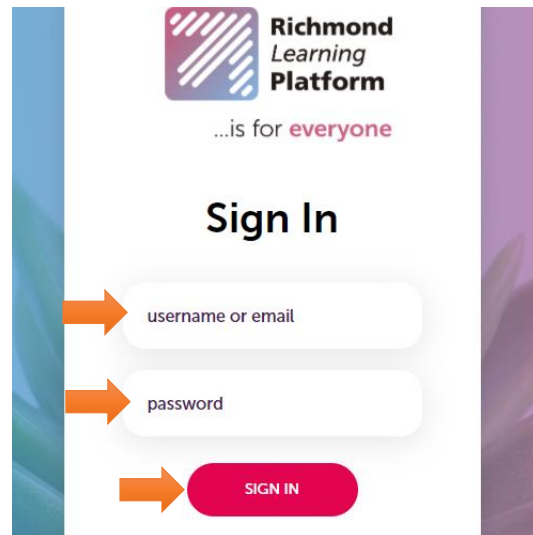 Richmond
Learning
Platform
...is for everyone
Sign In
username or email
password
SIGN IN